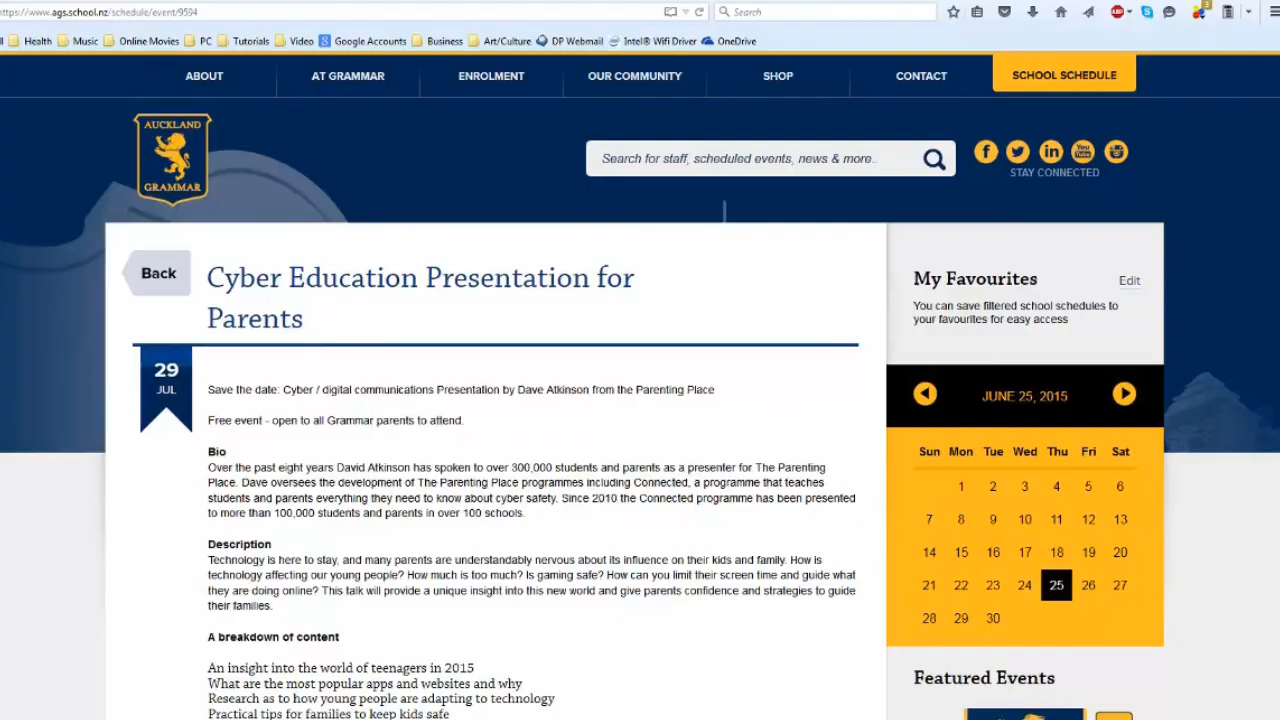 https://www.ags.school.nz/schedule/event/9594
Search
Health Music Online Movies PC Tutorials Video Google Accounts Business Art/Culture DP Webmail Intel® Wifi Driver OneDrive
ABOUT AT GRAMMAR ENROLMENT OUR COMMUNITY SHOP CONTACT SCHOOL SCHEDULE
AUCKLAND
GRAMMAR
Search for staff, scheduled events, news & more..
STAY CONNECTED
Back
Cyber Education Presentation for
Parents
29
JUL
Save the date: Cyber / digital communications Presentation by Dave Atkinson from the Parenting Place
Free event - open to all Grammar parents to attend.
Bio
Over the past eight years David Atkinson has spoken to over 300,000 students and parents as a presenter for The Parenting
Place. Dave oversees the development of The Parenting Place programmes including Connected, a programme that teaches
students and parents everything they need to know about cyber safety. Since 2010 the Connected programme has been presented
to more than 100,000 students and parents in over 100 schools.
Description
Technology is here to stay, and many parents are understandably nervous about its influence on their kids and family. How is
technology affecting our young people? How much is too much? Is gaming safe? How can you limit their screen time and guide what
they are doing online? This talk will provide a unique insight into this new world and give parents confidence and strategies to guide
their families.
A breakdown of content
An insight into the world of teenagers in 2015
What are the most popular apps and websites and why
Research as to how young people are adapting to technology
Practical tips for families to keep kids safe
My Favourites Edit
You can save filtered school schedules to
your favourites for easy access
JUNE 25, 2015
Sun Mon Tue Wed Thu Fri Sat
1 2 3 4 5 6
7 8 9 10 11 12 13
14 15 16 17 18 19 20
21 22 23 24 25 26 27
28 29 30
Featured Events